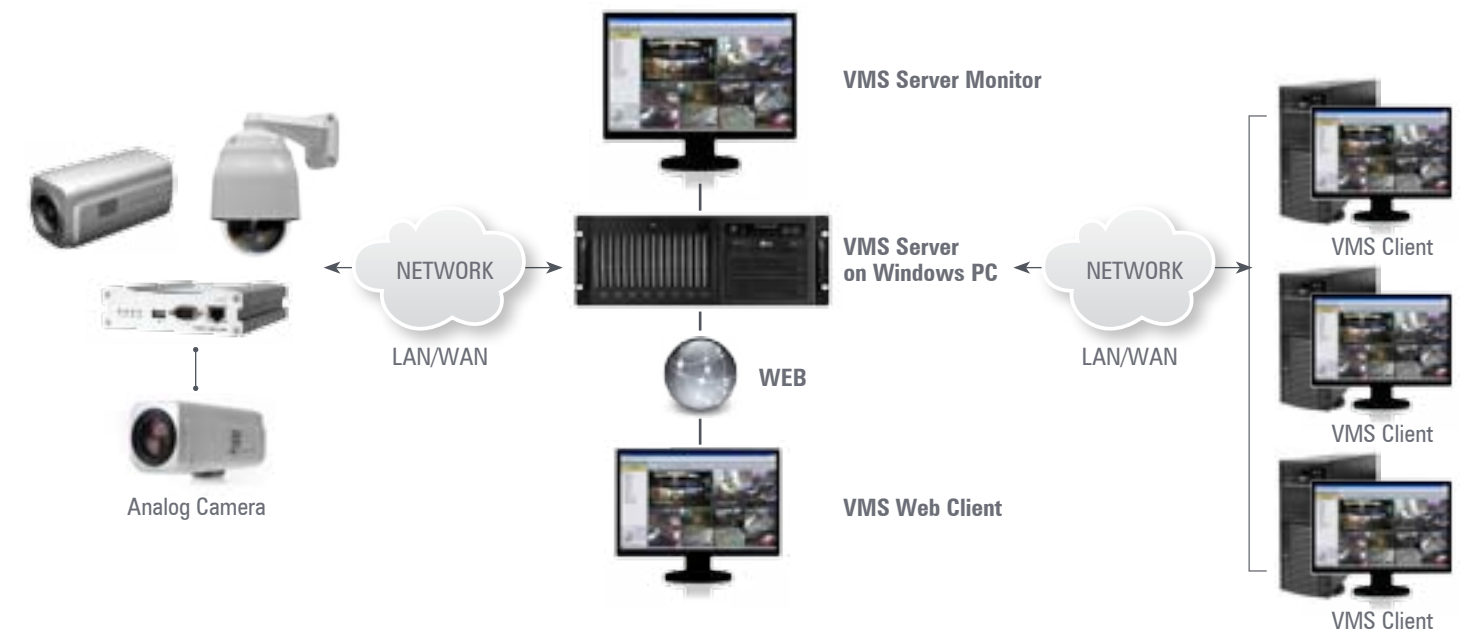 VMS Server Monitor
NETWORK
LAN/WAN
Analog Camera
VMS Server
on Windows PC
WEB
VMS Web Client
NETWORK
LAN/WAN
VMS Client
VMS Client
VMS Client